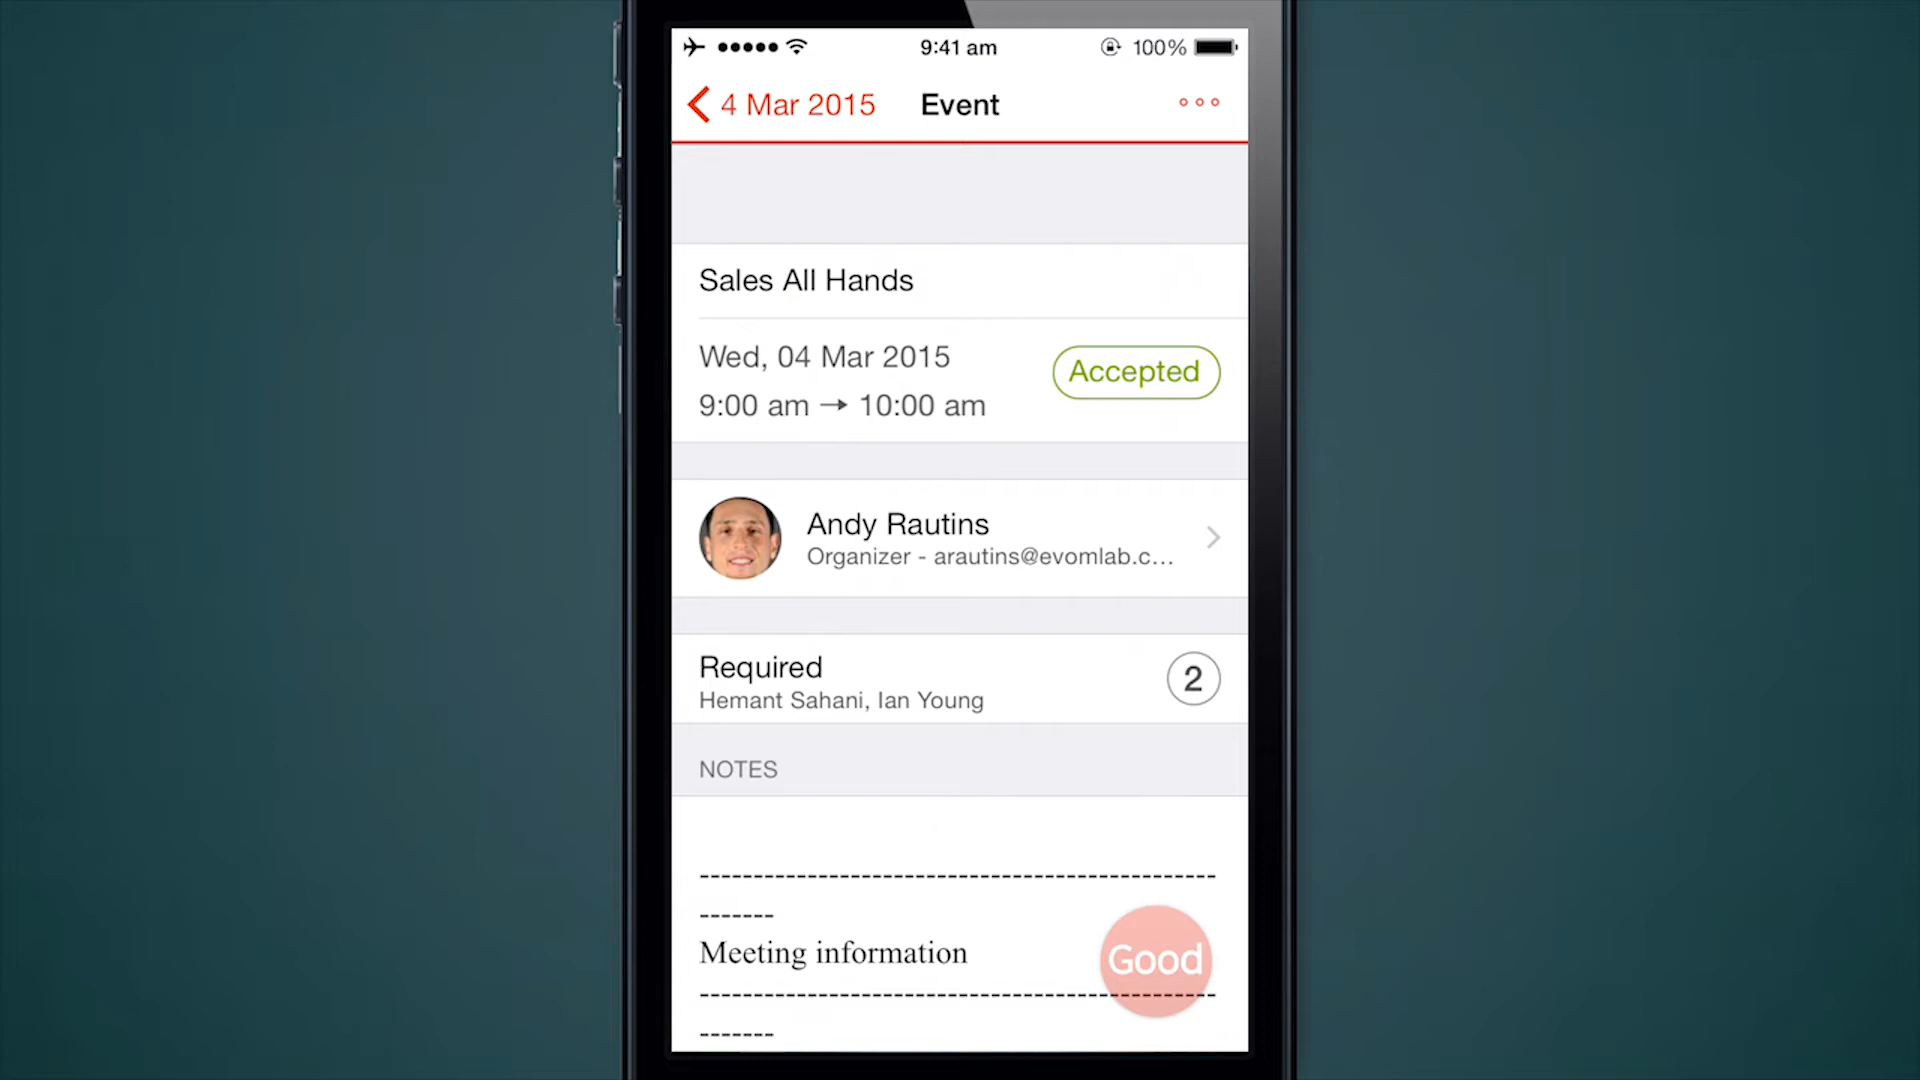 9:41 am
100%
4 Mar 2015
Event
Sales All Hands
Wed, 04 Mar 2015
9:00 am → 10:00 am
Accepted
Andy Rautins
Organizer - arautins@evomlab.c...
Required
Hemant Sahani, Ian Young
2
NOTES
-----------------------------------------------
-------
Meeting information
Good
-----------------------------------------------
-------